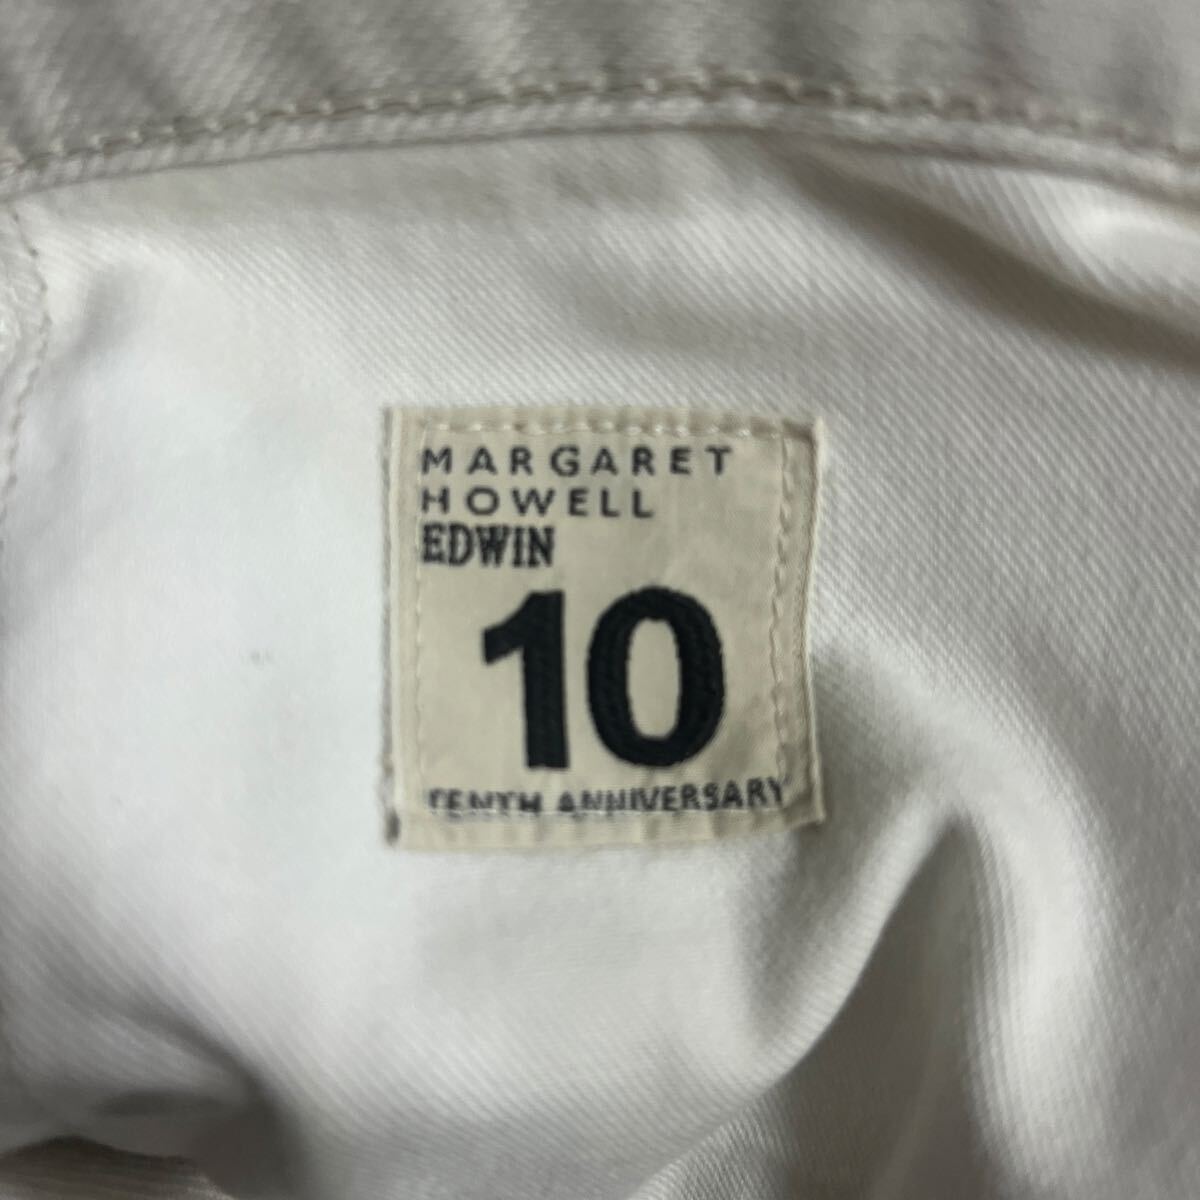 MARGARET
HOWELL
EDWIN
10
TENTH ANNIVERSARY